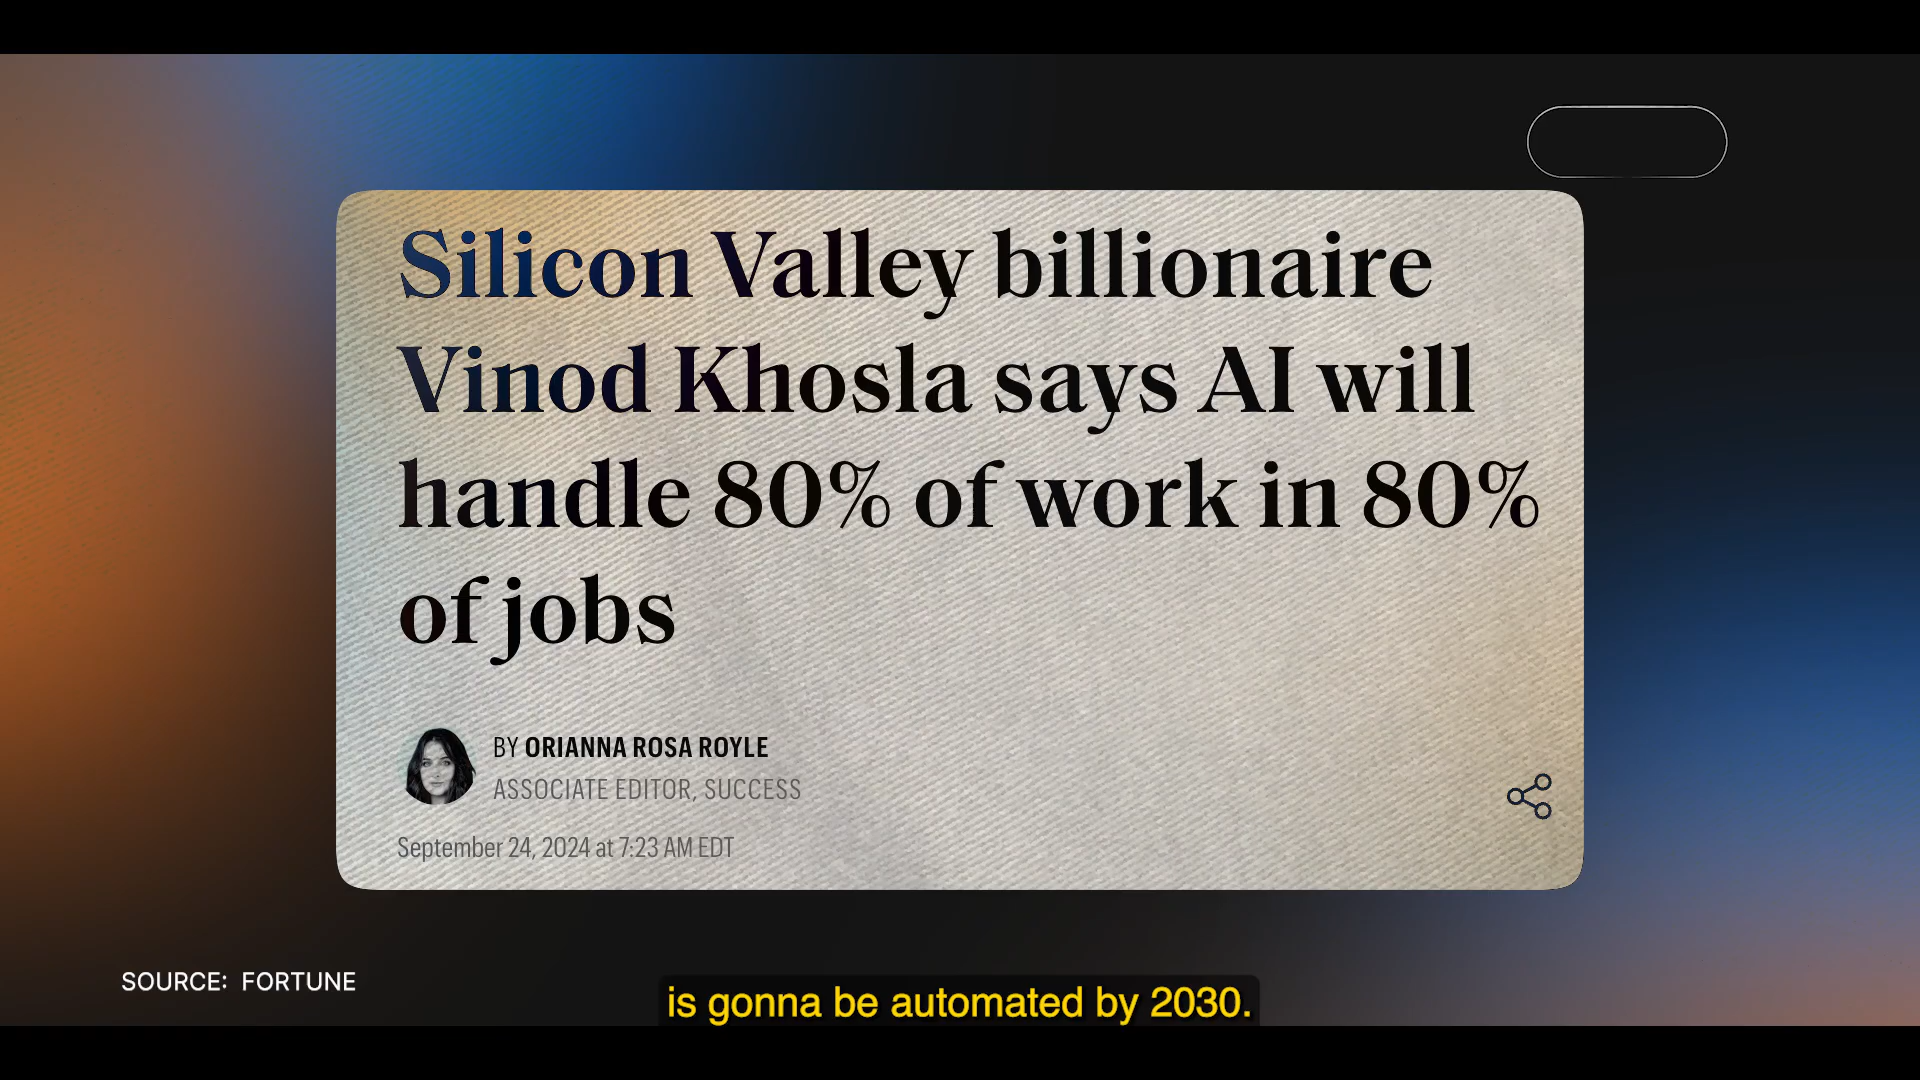 Silicon Valley billionaire
Vinod Khosla says AI will
handle 80% of work in 80%
of jobs
BY ORIANNA ROSA ROYLE
ASSOCIATE EDITOR, SUCCESS
September 24, 2024 at 7:23 AM EDT
SOURCE: FORTUNE
is gonna be automated by 2030.